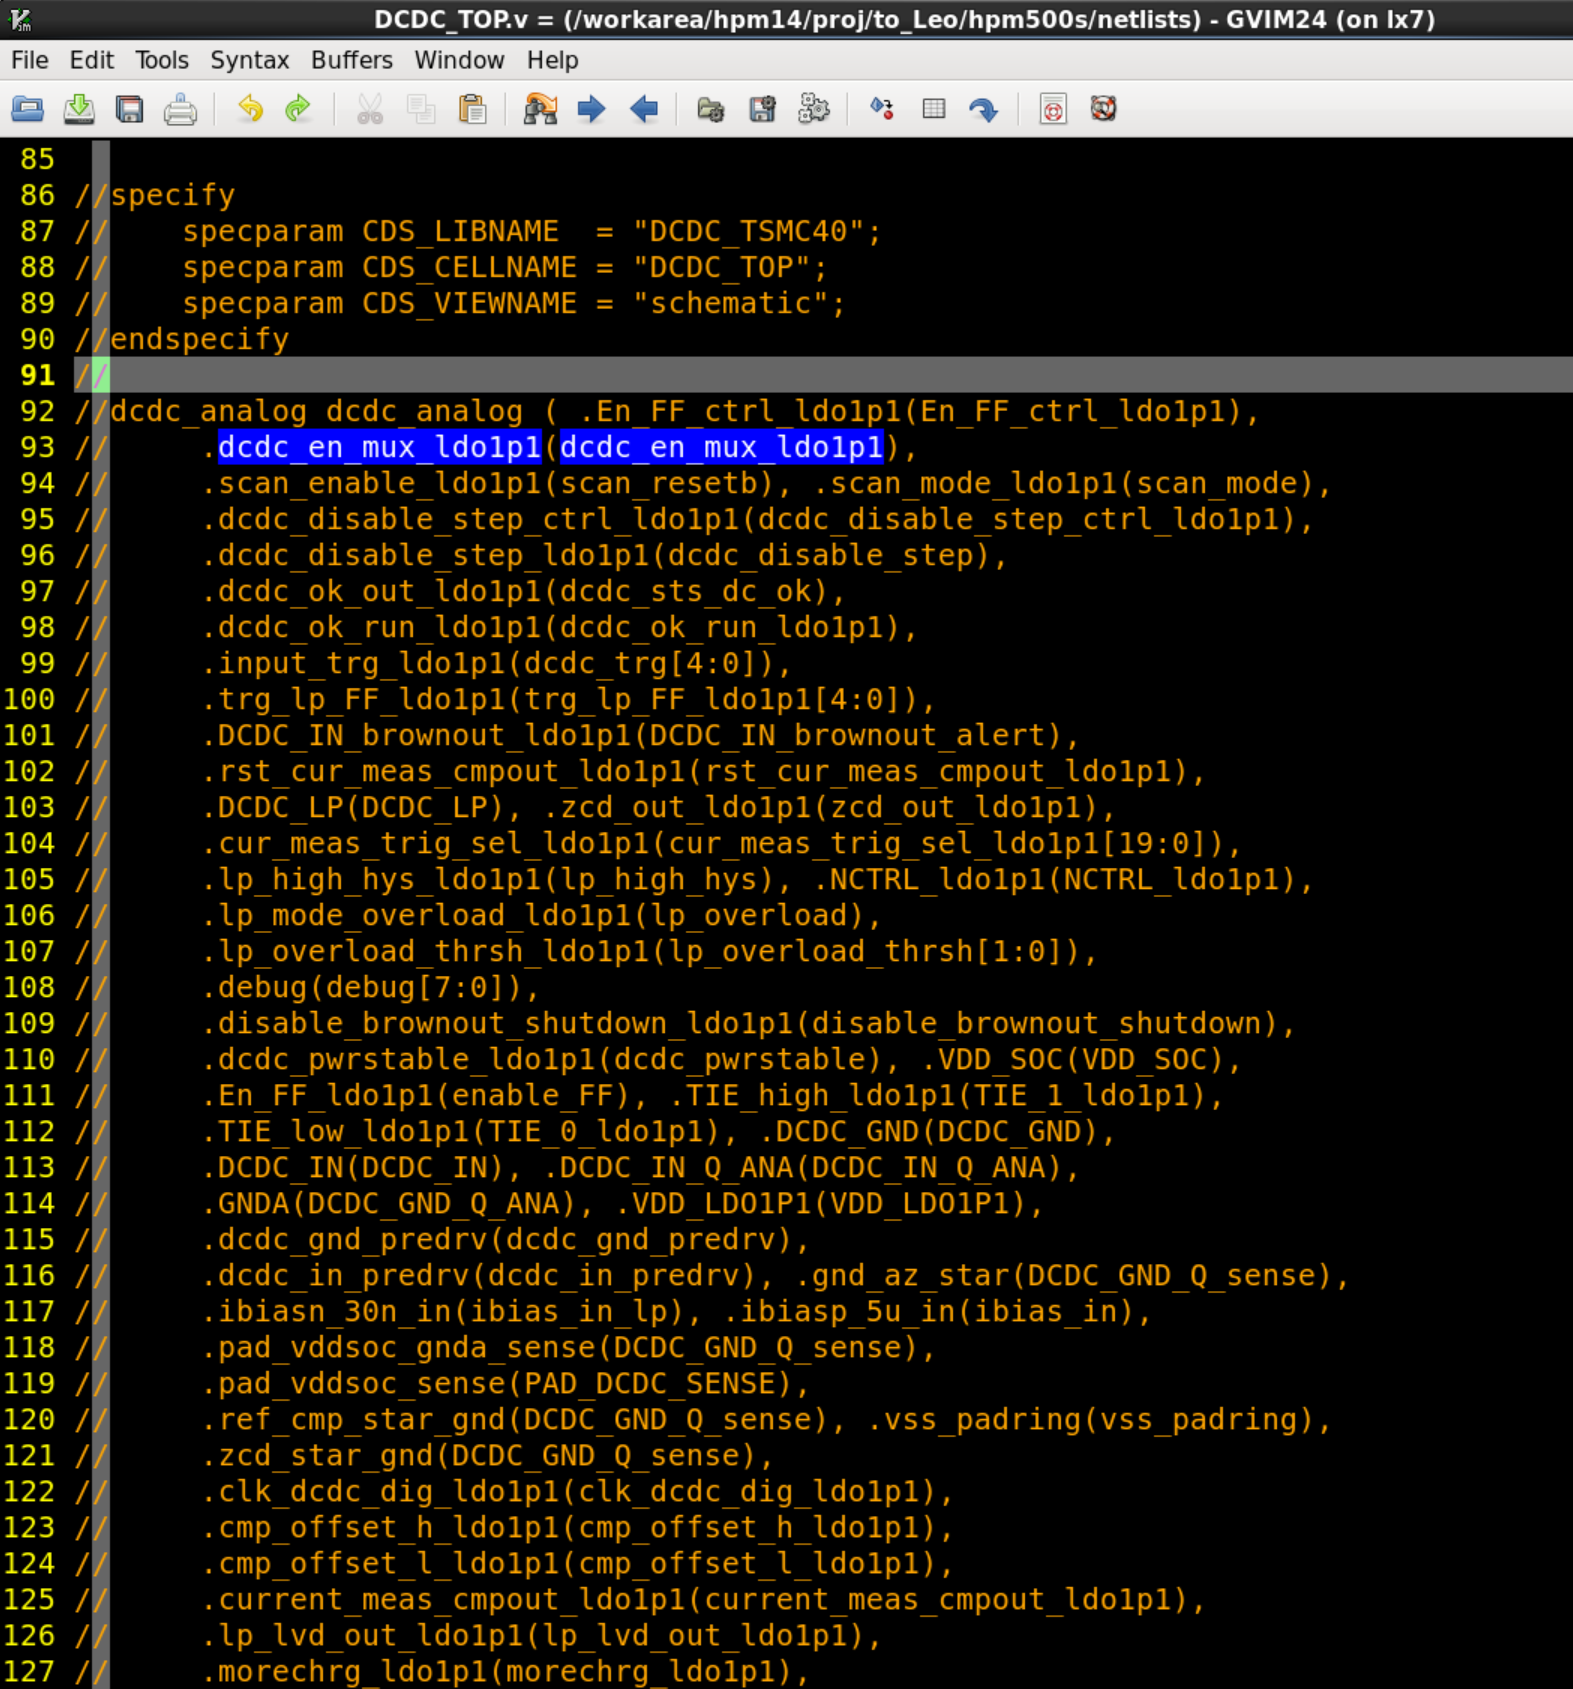 DCDC_TOP.v = (/workarea/hpm14/proj/to_Leo/hpm500s/netlists) - GVIM24 (on lx7)
File Edit Tools Syntax Buffers Window Help
85
86 //specify
87 //    specparam CDS_LIBNAME  = "DCDC_TSMC40";
88 //    specparam CDS_CELLNAME = "DCDC_TOP";
89 //    specparam CDS_VIEWNAME = "schematic";
90 //endspecify
91 //
92 //dcdc_analog dcdc_analog ( .En_FF_ctrl_ldo1p1(En_FF_ctrl_ldo1p1),
93 //     .dcdc_en_mux_ldo1p1(dcdc_en_mux_ldo1p1),
94 //     .scan_enable_ldo1p1(scan_resetb), .scan_mode_ldo1p1(scan_mode),
95 //     .dcdc_disable_step_ctrl_ldo1p1(dcdc_disable_step_ctrl_ldo1p1),
96 //     .dcdc_disable_step_ldo1p1(dcdc_disable_step),
97 //     .dcdc_ok_out_ldo1p1(dcdc_sts_dc_ok),
98 //     .dcdc_ok_run_ldo1p1(dcdc_ok_run_ldo1p1),
99 //     .input_trg_ldo1p1(dcdc_trg[4:0]),
100 //     .trg_lp_FF_ldo1p1(trg_lp_FF_ldo1p1[4:0]),
101 //     .DCDC_IN_brownout_ldo1p1(DCDC_IN_brownout_alert),
102 //     .rst_cur_meas_cmpout_ldo1p1(rst_cur_meas_cmpout_ldo1p1),
103 //     .DCDC_LP(DCDC_LP), .zcd_out_ldo1p1(zcd_out_ldo1p1),
104 //     .cur_meas_trig_sel_ldo1p1(cur_meas_trig_sel_ldo1p1[19:0]),
105 //     .lp_high_hys_ldo1p1(lp_high_hys), .NCTRL_ldo1p1(NCTRL_ldo1p1),
106 //     .lp_mode_overload_ldo1p1(lp_overload),
107 //     .lp_overload_thrsh_ldo1p1(lp_overload_thrsh[1:0]),
108 //     .debug(debug[7:0]),
109 //     .disable_brownout_shutdown_ldo1p1(disable_brownout_shutdown),
110 //     .dcdc_pwrstable_ldo1p1(dcdc_pwrstable), .VDD_SOC(VDD_SOC),
111 //     .En_FF_ldo1p1(enable_FF), .TIE_high_ldo1p1(TIE_1_ldo1p1),
112 //     .TIE_low_ldo1p1(TIE_0_ldo1p1), .DCDC_GND(DCDC_GND),
113 //     .DCDC_IN(DCDC_IN), .DCDC_IN_Q_ANA(DCDC_IN_Q_ANA),
114 //     .GNDA(DCDC_GND_Q_ANA), .VDD_LDO1P1(VDD_LDO1P1),
115 //     .dcdc_gnd_predrv(dcdc_gnd_predrv),
116 //     .dcdc_in_predrv(dcdc_in_predrv), .gnd_az_star(DCDC_GND_Q_sense),
117 //     .ibiasn_30n_in(ibias_in_lp), .ibiasp_5u_in(ibias_in),
118 //     .pad_vddsoc_gnda_sense(DCDC_GND_Q_sense),
119 //     .pad_vddsoc_sense(PAD_DCDC_SENSE),
120 //     .ref_cmp_star_gnd(DCDC_GND_Q_sense), .vss_padring(vss_padring),
121 //     .zcd_star_gnd(DCDC_GND_Q_sense),
122 //     .clk_dcdc_dig_ldo1p1(clk_dcdc_dig_ldo1p1),
123 //     .cmp_offset_h_ldo1p1(cmp_offset_h_ldo1p1),
124 //     .cmp_offset_l_ldo1p1(cmp_offset_l_ldo1p1),
125 //     .current_meas_cmpout_ldo1p1(current_meas_cmpout_ldo1p1),
126 //     .lp_lvd_out_ldo1p1(lp_lvd_out_ldo1p1),
127 //     .morechrg_ldo1p1(morechrg_ldo1p1),